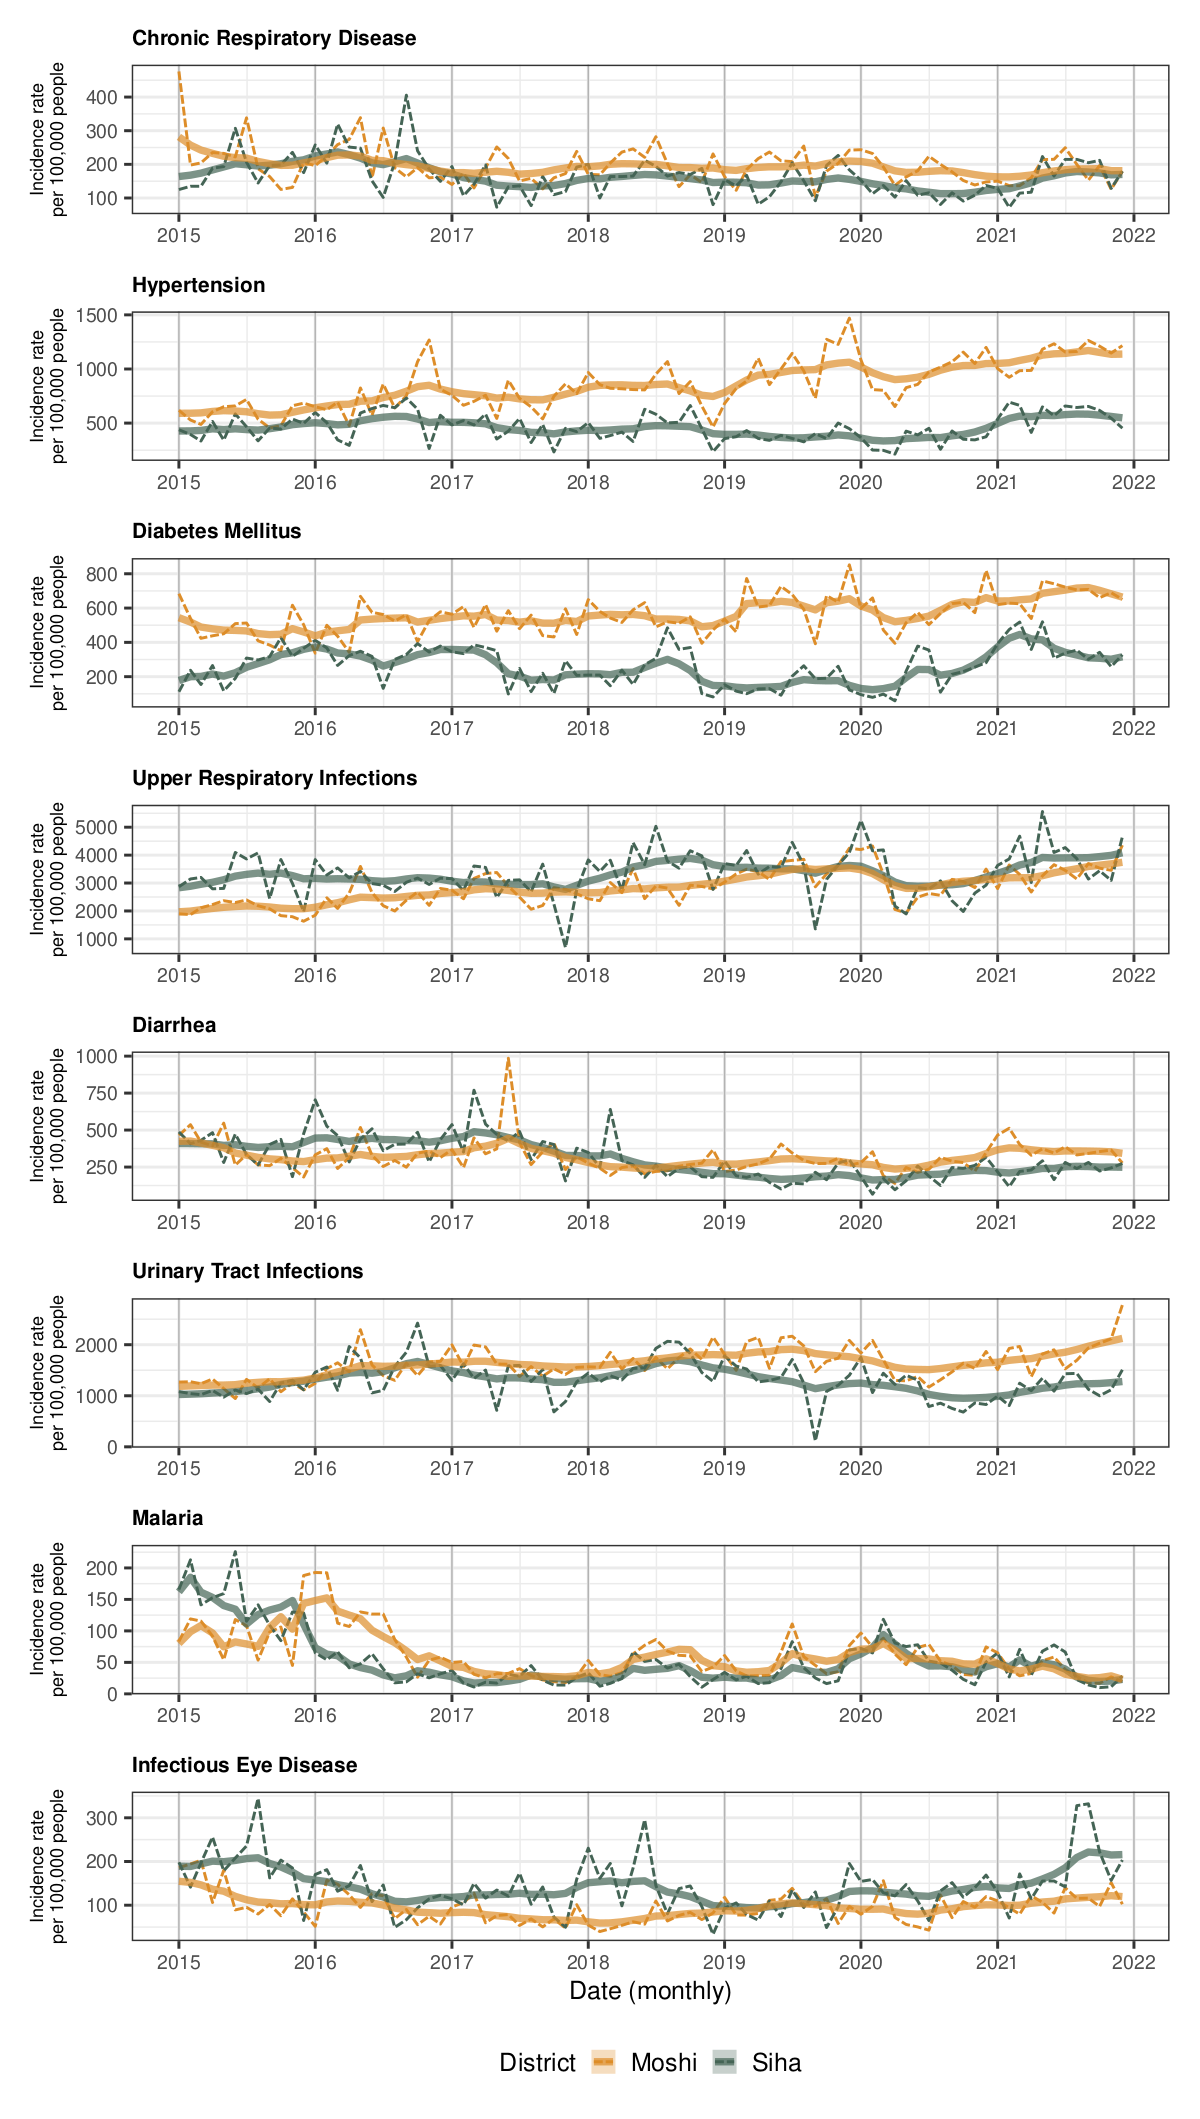 Chronic Respiratory Disease
Incidence rate
per 100,000 people
400
300
200
100
2015 2016 2017 2018 2019 2020 2021 2022
Hypertension
Incidence rate
per 100,000 people
1500
1000
500
2015 2016 2017 2018 2019 2020 2021 2022
Diabetes Mellitus
Incidence rate
per 100,000 people
800
600
400
200
2015 2016 2017 2018 2019 2020 2021 2022
Upper Respiratory Infections
Incidence rate
per 100,000 people
5000
4000
3000
2000
1000
2015 2016 2017 2018 2019 2020 2021 2022
Diarrhea
Incidence rate
per 100,000 people
1000
750
500
250
2015 2016 2017 2018 2019 2020 2021 2022
Urinary Tract Infections
Incidence rate
per 100,000 people
2000
1000
0
2015 2016 2017 2018 2019 2020 2021 2022
Malaria
Incidence rate
per 100,000 people
200
150
100
50
0
2015 2016 2017 2018 2019 2020 2021 2022
Infectious Eye Disease
Incidence rate
per 100,000 people
300
200
100
2015 2016 2017 2018 2019 2020 2021 2022
Date (monthly)
District Moshi Siha